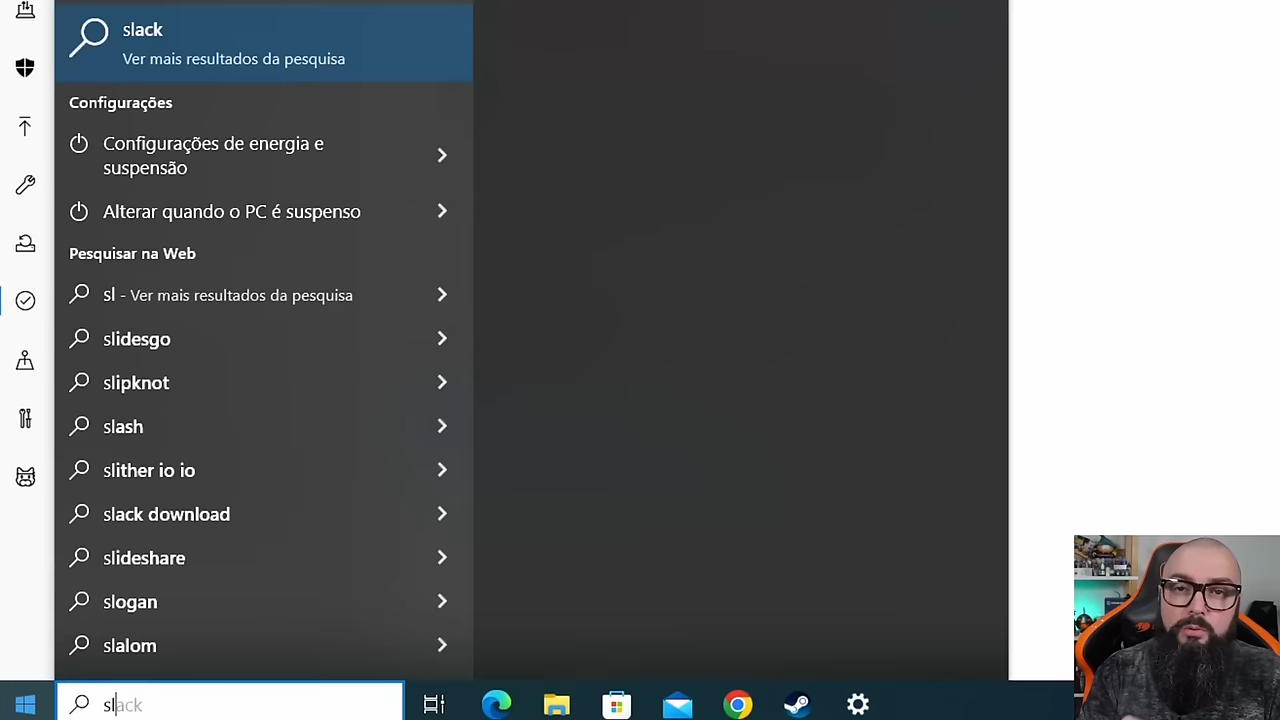 slack
Ver mais resultados da pesquisa
Configurações
Configurações de energia e
suspensão
Alterar quando o PC é suspenso
Pesquisar na Web
sl - Ver mais resultados da pesquisa
slidesgo
slipknot
slash
slither io io
slack download
slideshare
slogan
slalom
slack